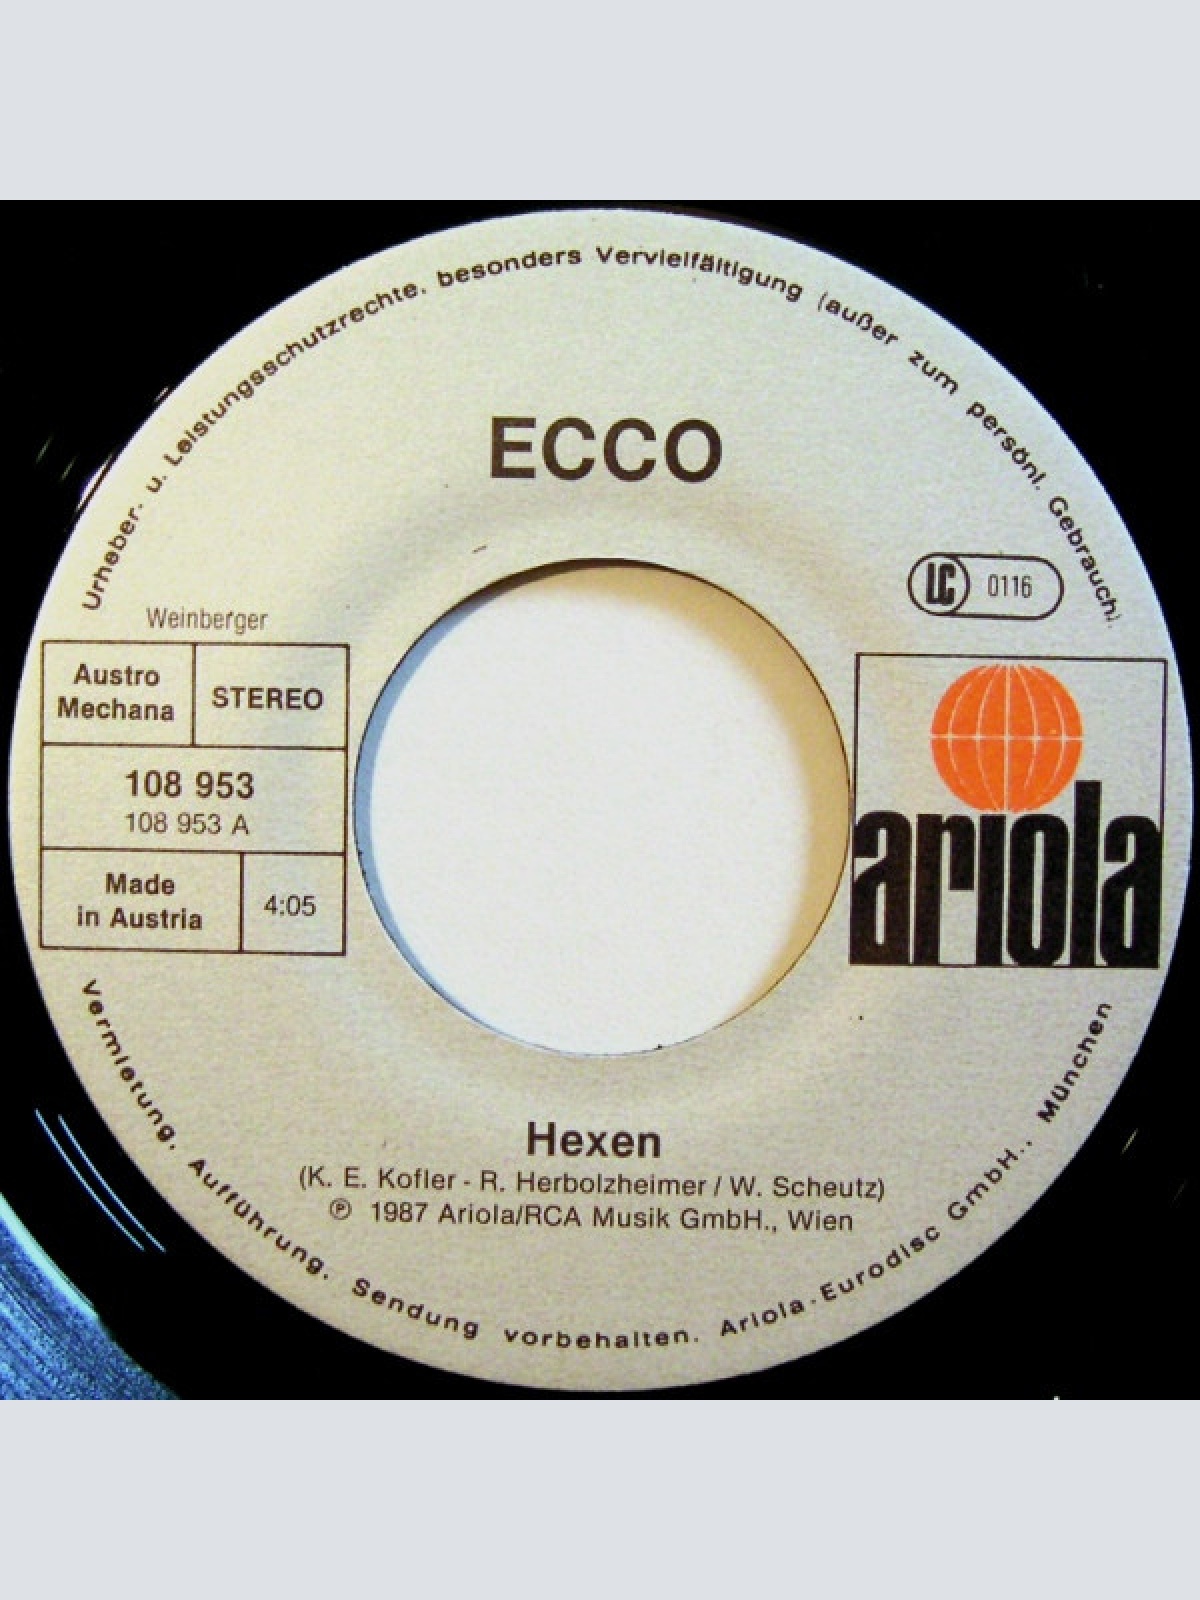 Urheber- u. Leistungsschutzrechte, besonders Vervielfältigung (außer zum persönl. Gebrauch),
ECCO
LC 0116
Weinberger
Austro
Mechana
STEREO
108 953
108 953 A
Made
in Austria
4:05
ariola
Hexen
(K. E. Kofler - R. Herbolzheimer / W. Scheutz)
℗ 1987 Ariola/RCA Musik GmbH., Wien
Vermietung, Aufführung, Sendung vorbehalten. Ariola-Eurodisc GmbH., München